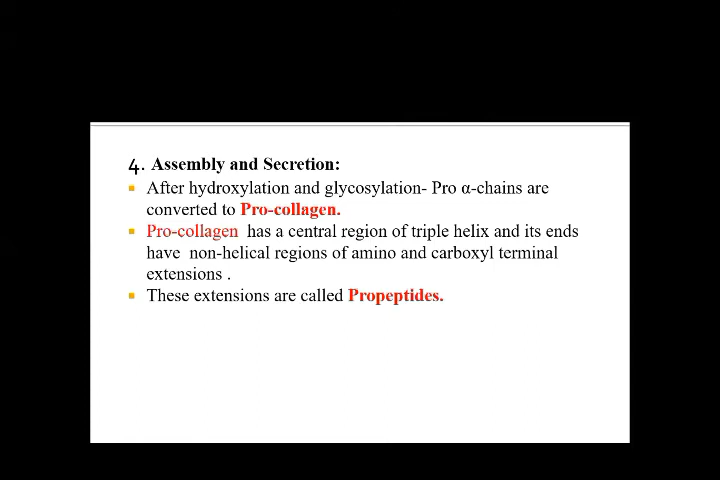 4. Assembly and Secretion:
▪ After hydroxylation and glycosylation- Pro α-chains are
converted to Pro-collagen.
▪ Pro-collagen has a central region of triple helix and its ends
have non-helical regions of amino and carboxyl terminal
extensions .
▪ These extensions are called Propeptides.